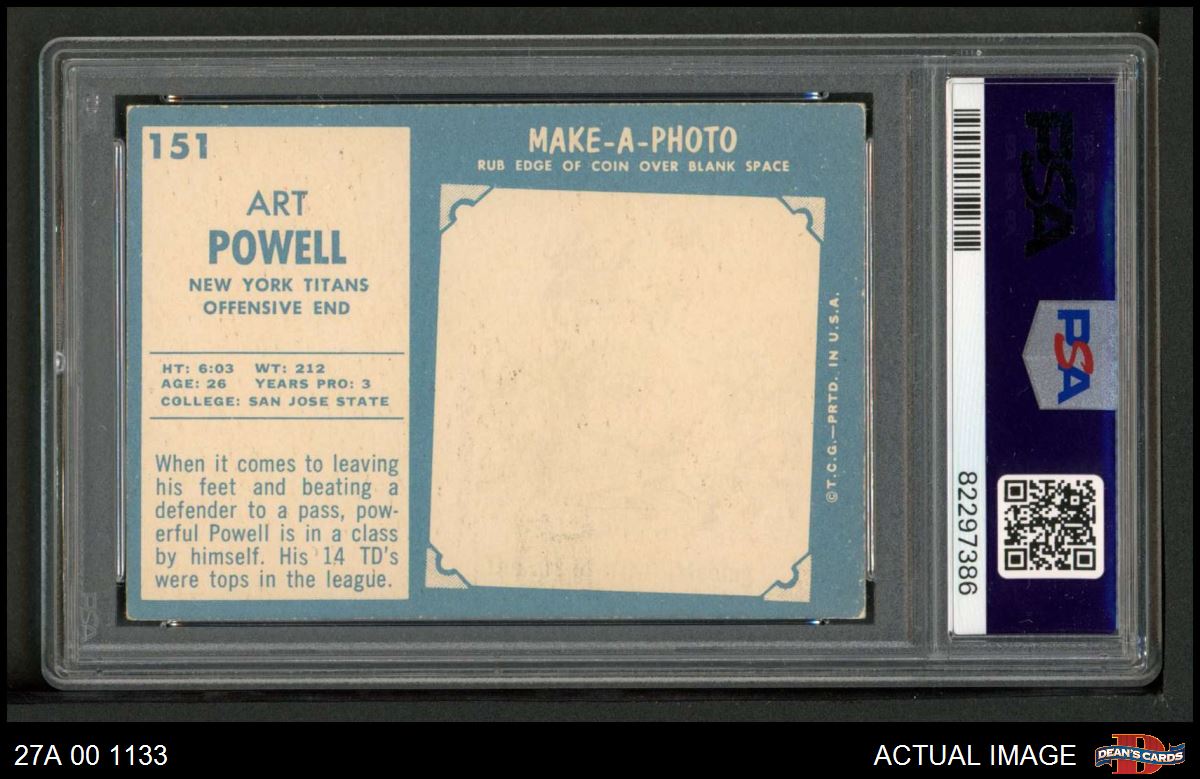 151
ART
POWELL
NEW YORK TITANS
OFFENSIVE END
HT: 6:03 WT: 212
AGE: 26 YEARS PRO: 3
COLLEGE: SAN JOSE STATE
When it comes to leaving
his feet and beating a
defender to a pass, pow-
erful Powell is in a class
by himself. His 14 TD's
were tops in the league.
MAKE-A-PHOTO
RUB EDGE OF COIN OVER BLANK SPACE
©T.C.G.—PRTD. IN U.S.A.
PSA
PSA
82297386
PSA
27A 00 1133
ACTUAL IMAGE
D
DEAN'S CARDS